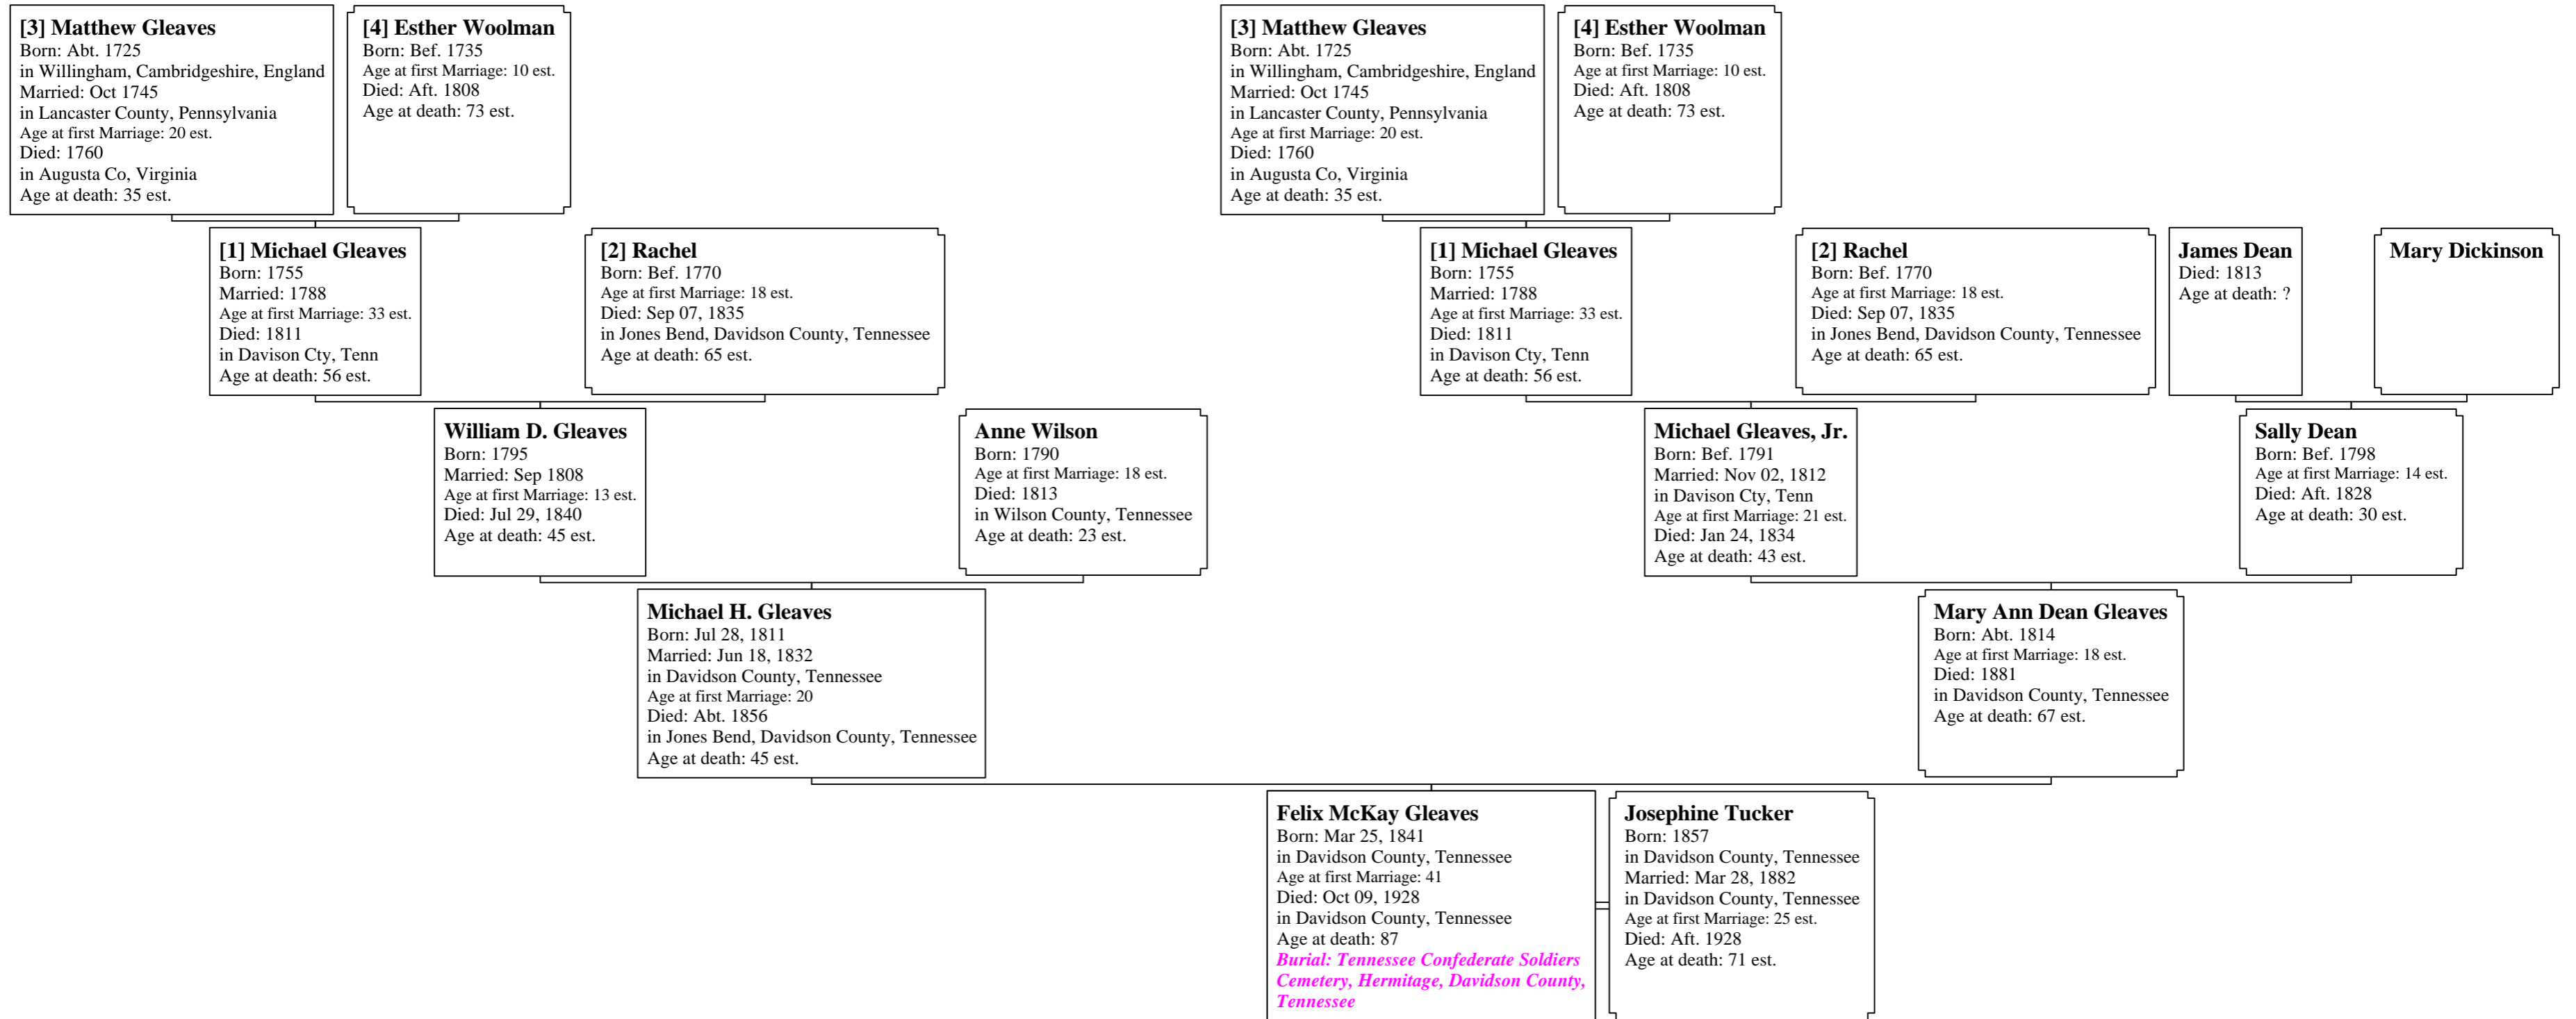 [3] Matthew Gleaves
Born: Abt. 1725
in Willingham, Cambridgeshire, England
Married: Oct 1745
in Lancaster County, Pennsylvania
Age at first Marriage: 20 est.
Died: 1760
in Augusta Co, Virginia
Age at death: 35 est.
[4] Esther Woolman
Born: Bef. 1735
Age at first Marriage: 10 est.
Died: Aft. 1808
Age at death: 73 est.
[3] Matthew Gleaves
Born: Abt. 1725
in Willingham, Cambridgeshire, England
Married: Oct 1745
in Lancaster County, Pennsylvania
Age at first Marriage: 20 est.
Died: 1760
in Augusta Co, Virginia
Age at death: 35 est.
[4] Esther Woolman
Born: Bef. 1735
Age at first Marriage: 10 est.
Died: Aft. 1808
Age at death: 73 est.
[1] Michael Gleaves
Born: 1755
Married: 1788
Age at first Marriage: 33 est.
Died: 1811
in Davison Cty, Tenn
Age at death: 56 est.
[2] Rachel
Born: Bef. 1770
Age at first Marriage: 18 est.
Died: Sep 07, 1835
in Jones Bend, Davidson County, Tennessee
Age at death: 65 est.
[1] Michael Gleaves
Born: 1755
Married: 1788
Age at first Marriage: 33 est.
Died: 1811
in Davison Cty, Tenn
Age at death: 56 est.
[2] Rachel
Born: Bef. 1770
Age at first Marriage: 18 est.
Died: Sep 07, 1835
in Jones Bend, Davidson County, Tennessee
Age at death: 65 est.
James Dean
Died: 1813
Age at death: ?
Mary Dickinson
William D. Gleaves
Born: 1795
Married: Sep 1808
Age at first Marriage: 13 est.
Died: Jul 29, 1840
Age at death: 45 est.
Anne Wilson
Born: 1790
Age at first Marriage: 18 est.
Died: 1813
in Wilson County, Tennessee
Age at death: 23 est.
Michael Gleaves, Jr.
Born: Bef. 1791
Married: Nov 02, 1812
in Davison Cty, Tenn
Age at first Marriage: 21 est.
Died: Jan 24, 1834
Age at death: 43 est.
Sally Dean
Born: Bef. 1798
Age at first Marriage: 14 est.
Died: Aft. 1828
Age at death: 30 est.
Michael H. Gleaves
Born: Jul 28, 1811
Married: Jun 18, 1832
in Davidson County, Tennessee
Age at first Marriage: 20
Died: Abt. 1856
in Jones Bend, Davidson County, Tennessee
Age at death: 45 est.
Mary Ann Dean Gleaves
Born: Abt. 1814
Age at first Marriage: 18 est.
Died: 1881
in Davidson County, Tennessee
Age at death: 67 est.
Felix McKay Gleaves
Born: Mar 25, 1841
in Davidson County, Tennessee
Age at first Marriage: 41
Died: Oct 09, 1928
in Davidson County, Tennessee
Age at death: 87
Burial: Tennessee Confederate Soldiers
Cemetery, Hermitage, Davidson County,
Tennessee
Josephine Tucker
Born: 1857
in Davidson County, Tennessee
Married: Mar 28, 1882
in Davidson County, Tennessee
Age at first Marriage: 25 est.
Died: Aft. 1928
Age at death: 71 est.